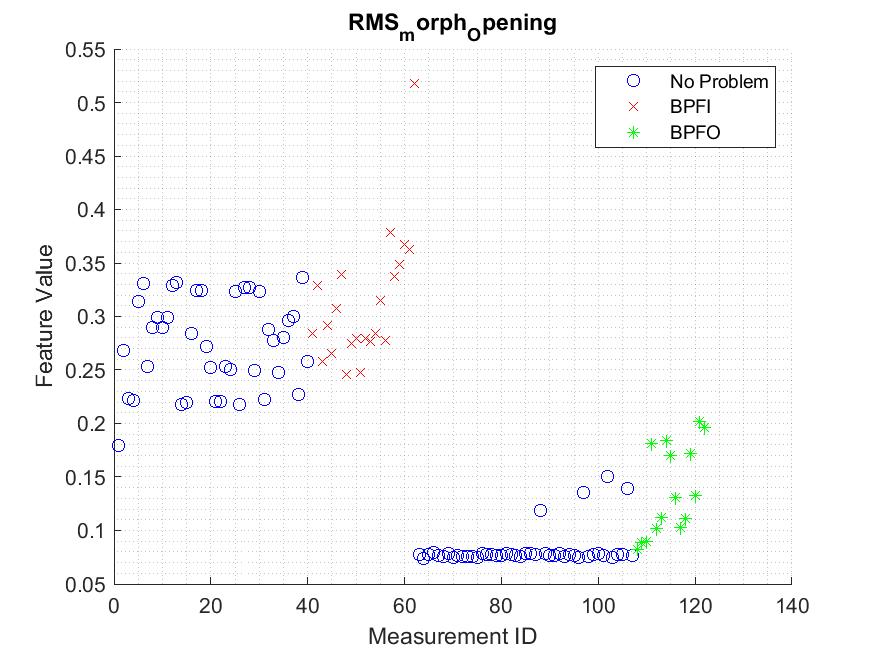 RMSmorphOpening
0.55
0.5
0.45
0.4
0.35
0.3
0.25
0.2
0.15
0.1
0.05
Feature Value
No Problem
BPFI
BPFO
0 20 40 60 80 100 120 140
Measurement ID